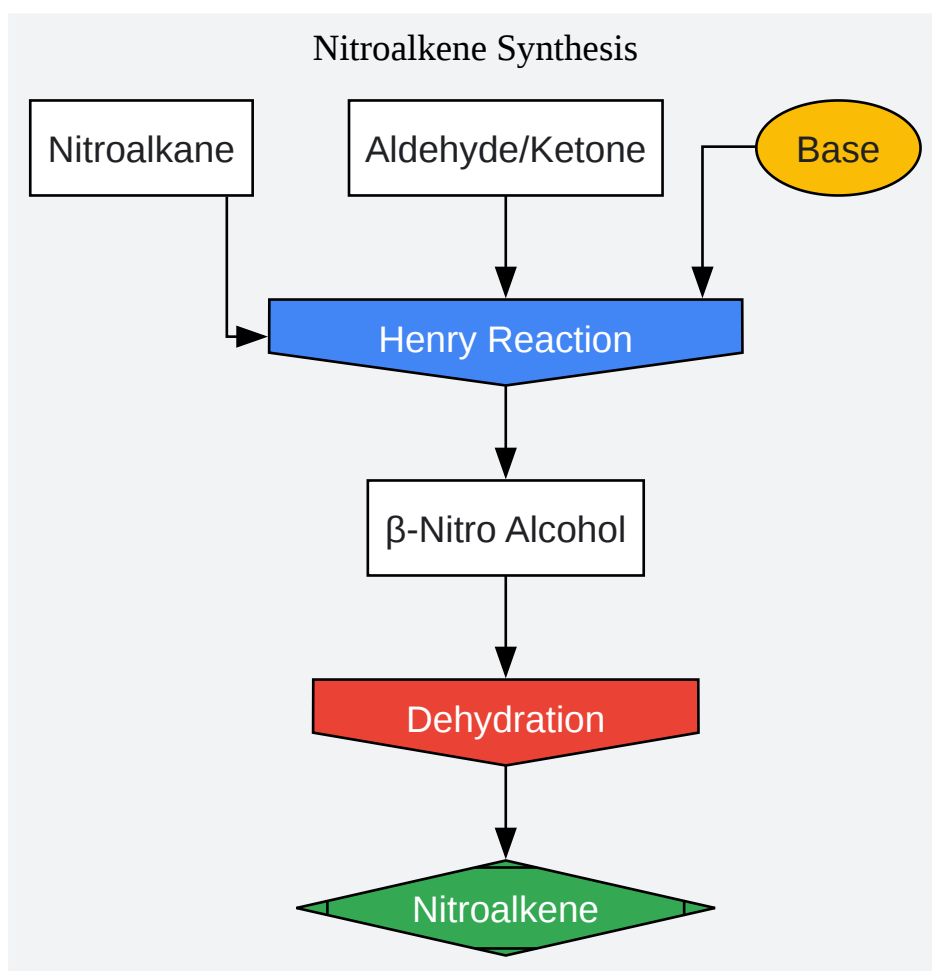 Nitroalkene Synthesis
Nitroalkane
Aldehyde/Ketone
Base
Henry Reaction
β-Nitro Alcohol
Dehydration
Nitroalkene